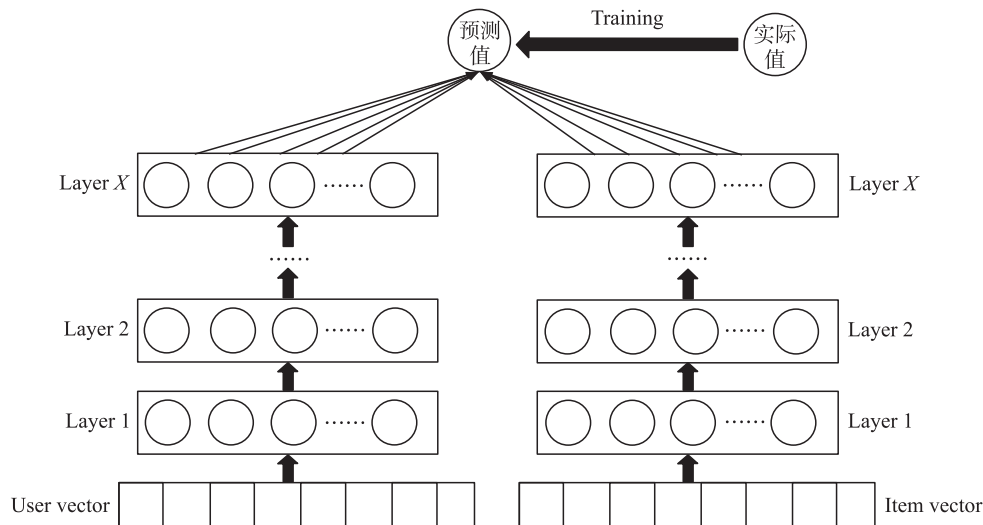 Training
预测
值
实际
值
Layer X
······
Layer X
······
······
······
Layer 2
······
Layer 2
······
Layer 1
······
Layer 1
······
User vector
Item vector